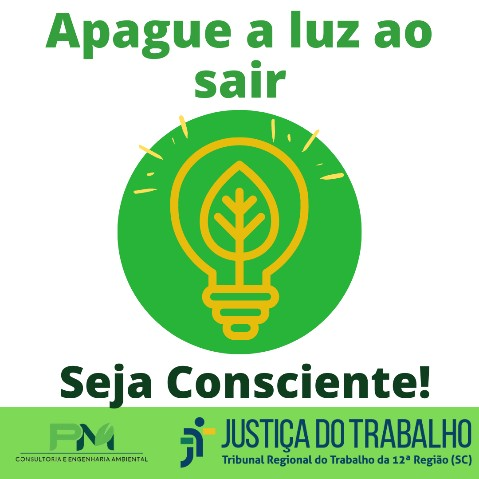 Apague a luz ao
sair
Seja Consciente!
PM
CONSULTORIA E ENGENHARIA AMBIENTAL
JUSTIÇA DO TRABALHO
Tribunal Regional do Trabalho da 12ª Região (SC)